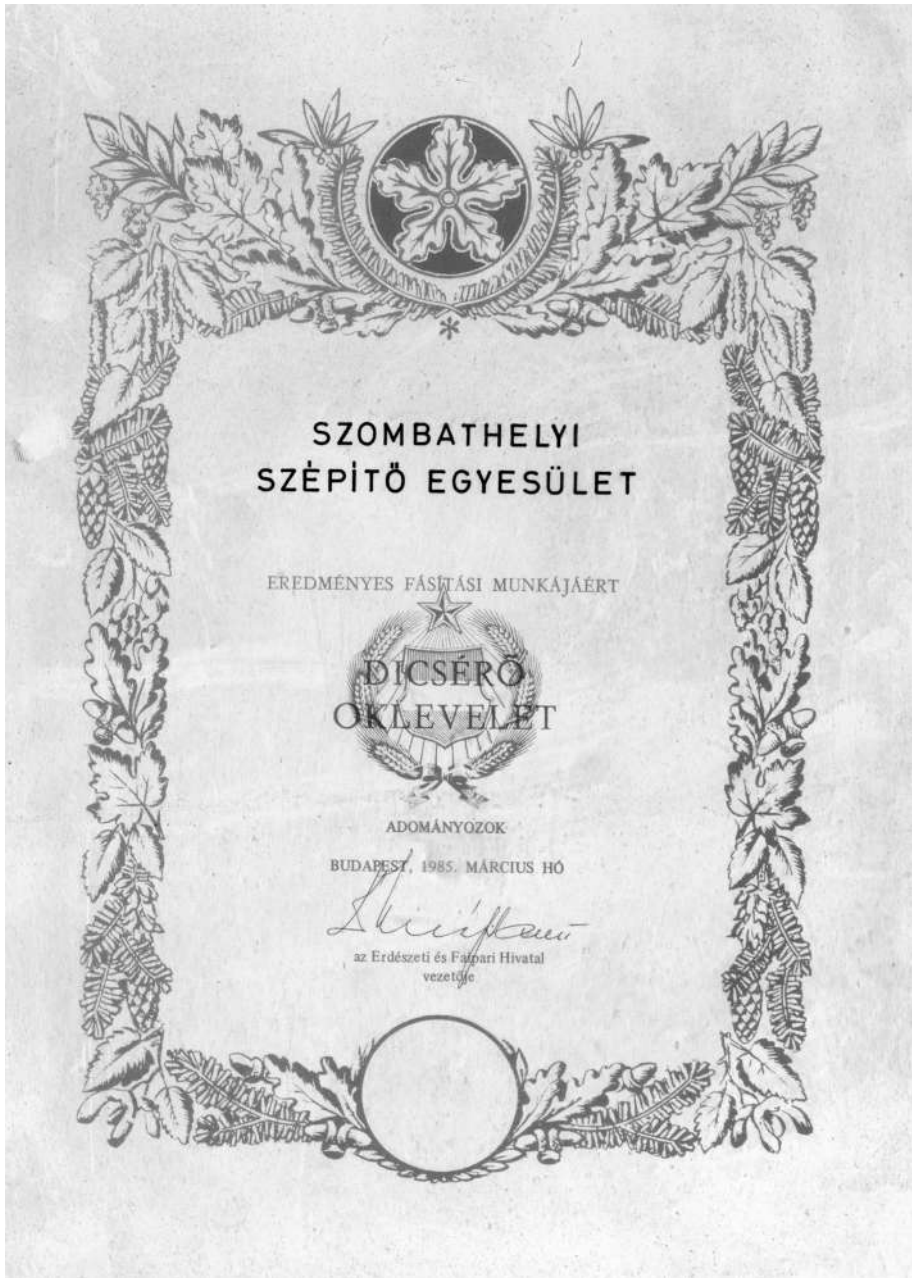 SZOMBATHELYI
SZÉPÍTŐ EGYESÜLET
EREDMÉNYES FÁSÍTÁSI MUNKÁJÁÉRT
DICSÉRŐ
OKLEVELET
ADOMÁNYOZOK
BUDAPEST, 1985. MÁRCIUS HÓ
az Erdészeti és Faipari Hivatal
vezetője